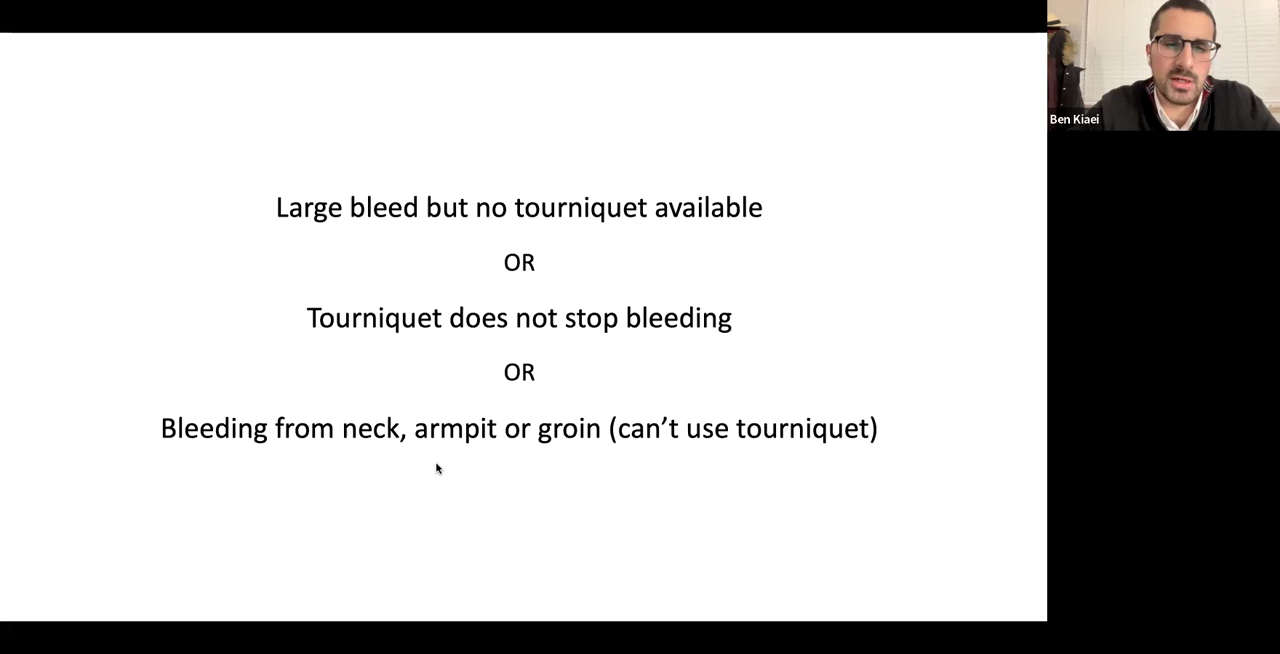 Large bleed but no tourniquet available
OR
Tourniquet does not stop bleeding
OR
Bleeding from neck, armpit or groin (can’t use tourniquet)
Ben Kiaei